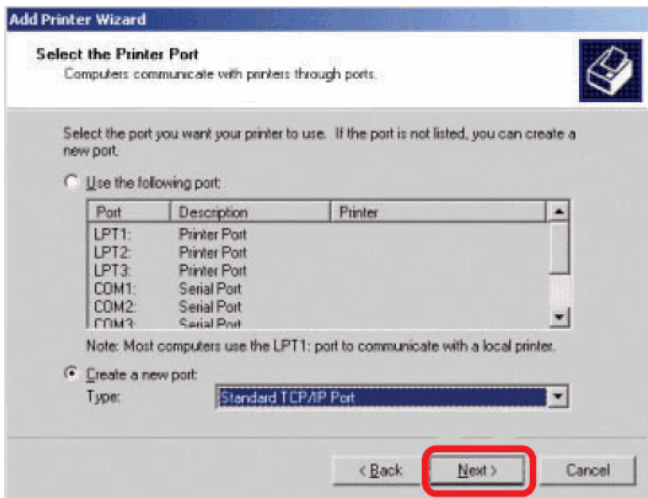 Add Printer Wizard
Select the Printer Port
Computers communicate with printers through ports.
Select the port you want your printer to use. If the port is not listed, you can create a
new port.
Use the following port:
Port Description Printer
LPT1: Printer Port
LPT2: Printer Port
LPT3: Printer Port
COM1: Serial Port
COM2: Serial Port
COM3: Serial Port
Note: Most computers use the LPT1: port to communicate with a local printer.
Create a new port:
Type: Standard TCP/IP Port
< Back Next > Cancel